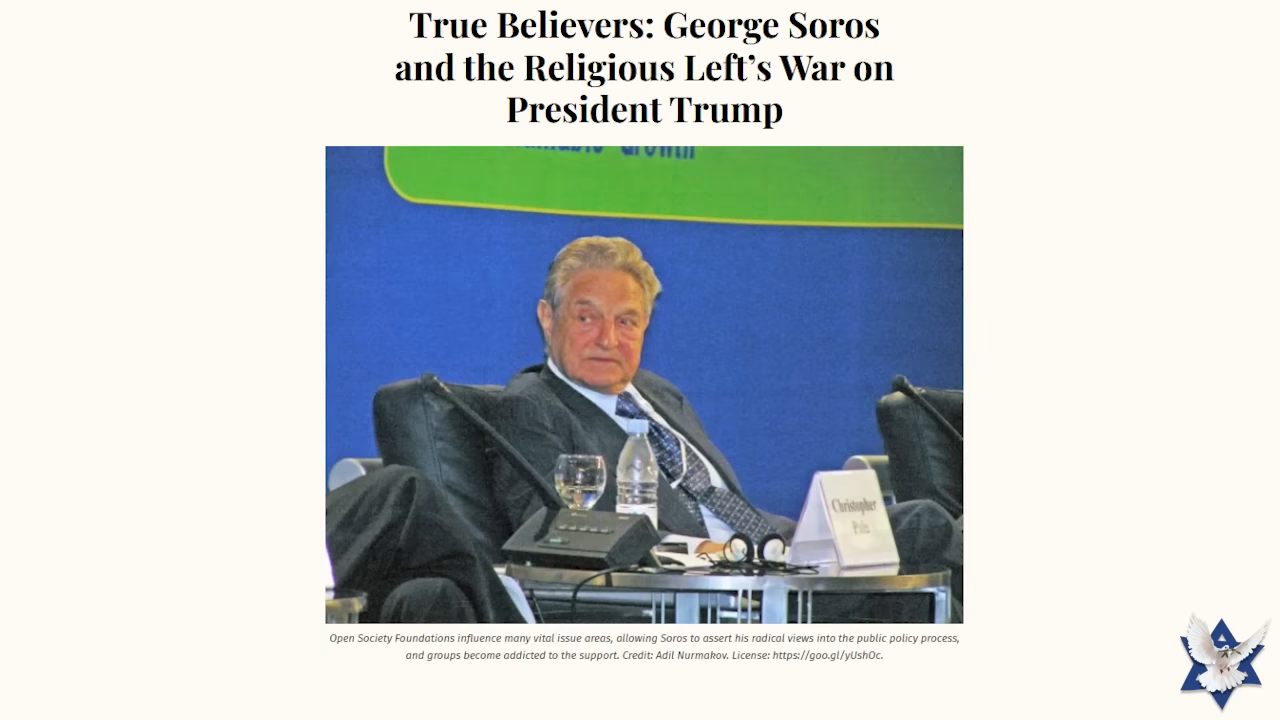 True Believers: George Soros
and the Religious Left's War on
President Trump
Growth
Christopher
Open Society Foundations influence many vital issue areas, allowing Soros to assert his radical views into the public policy process,
and groups become addicted to the support. Credit: Adil Nurmakov. License: https://goo.gl/yUshOc.